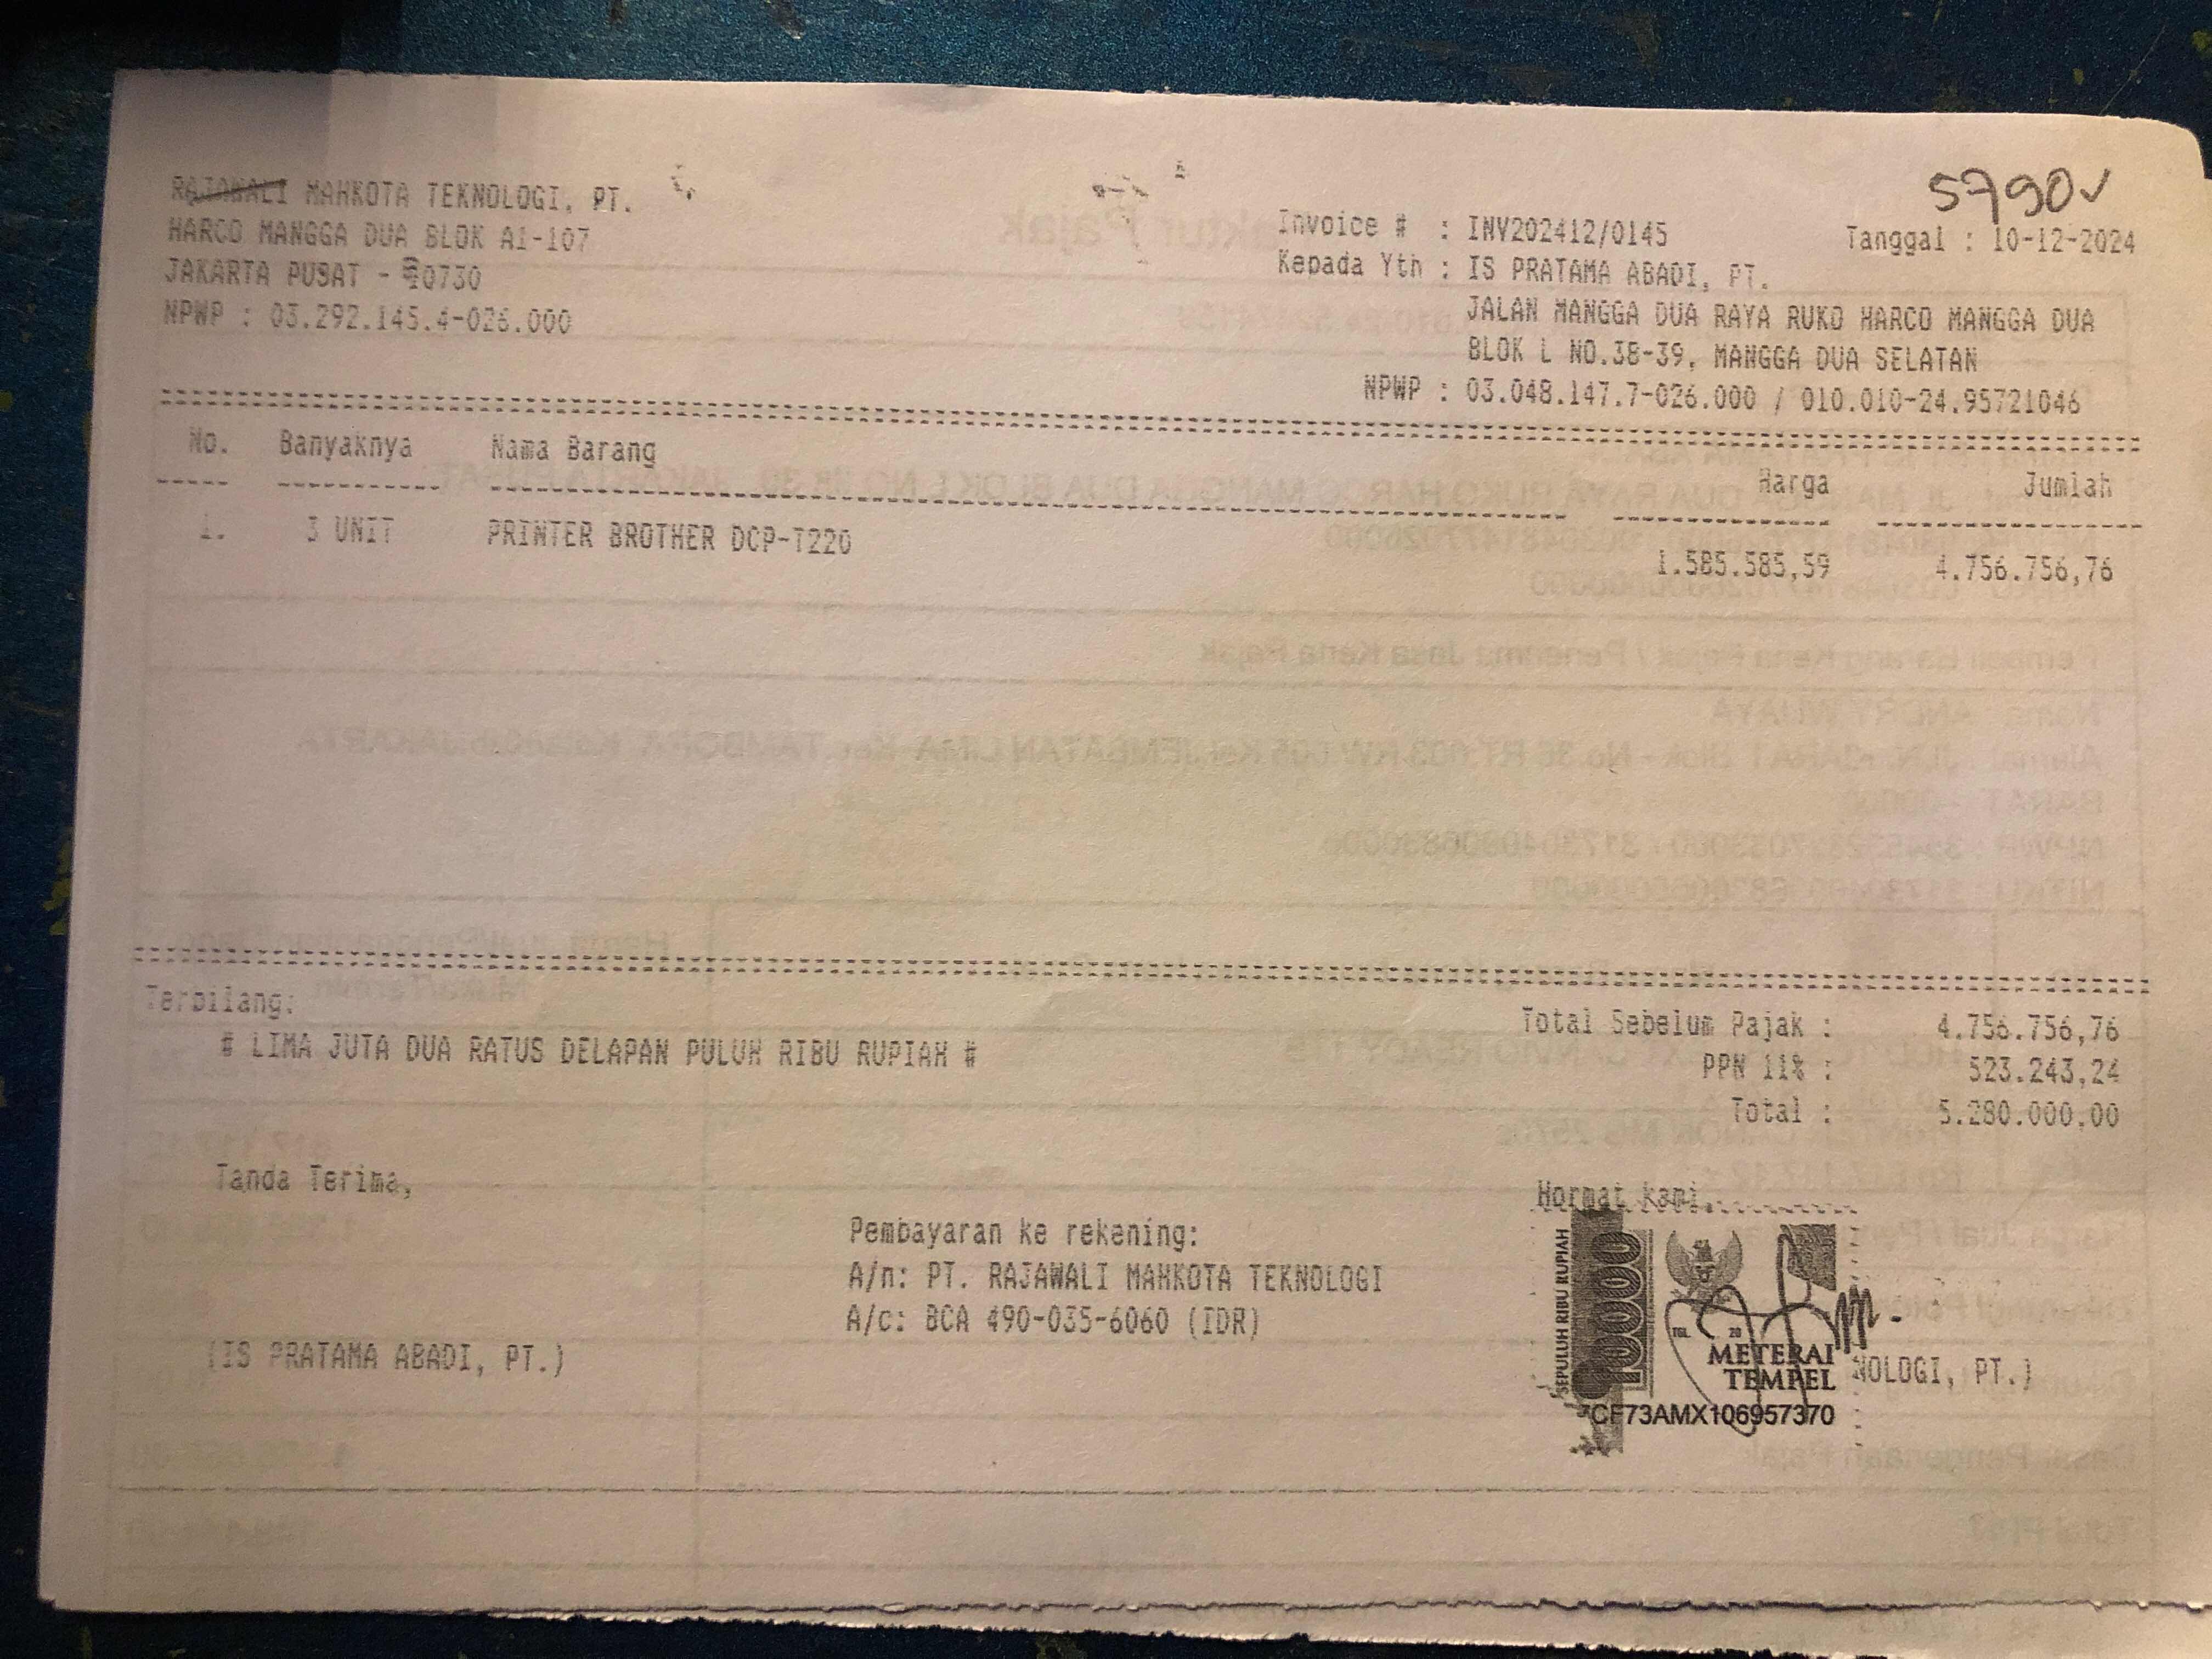 RAJAWALI MAHKOTA TEKNOLOGI, PT.
HARCO MANGGA DUA BLOK A1-107
JAKARTA PUSAT - 10730
NPWP : 03.292.145.4-026.000
5790✓
Invoice # : INV202412/0145
Tanggal : 10-12-2024
Kepada Yth : IS PRATAMA ABADI, PT.
JALAN MANGGA DUA RAYA RUKO HARCO MANGGA DUA
BLOK L NO.38-39, MANGGA DUA SELATAN
NPWP : 03.048.147.7-026.000 / 010.010-24.95721046
No. Banyaknya Nama Barang Harga Jumlah
1. 3 UNIT PRINTER BROTHER DCP-T220 1.585.585,59 4.756.756,76
Terbilang:
# LIMA JUTA DUA RATUS DELAPAN PULUH RIBU RUPIAH #
Total Sebelum Pajak : 4.756.756,76
PPN 11% : 523.243,24
Total : 5.280.000,00
Tanda Terima,
(IS PRATAMA ABADI, PT.)
Pembayaran ke rekening:
A/n: PT. RAJAWALI MAHKOTA TEKNOLOGI
A/c: BCA 490-035-6060 (IDR)
Hormat kami,
SEPULUH RIBU RUPIAH
10000
TGL. 20
METERAI
TEMPEL
NOLOGI, PT.)
7CF73AMX106957370